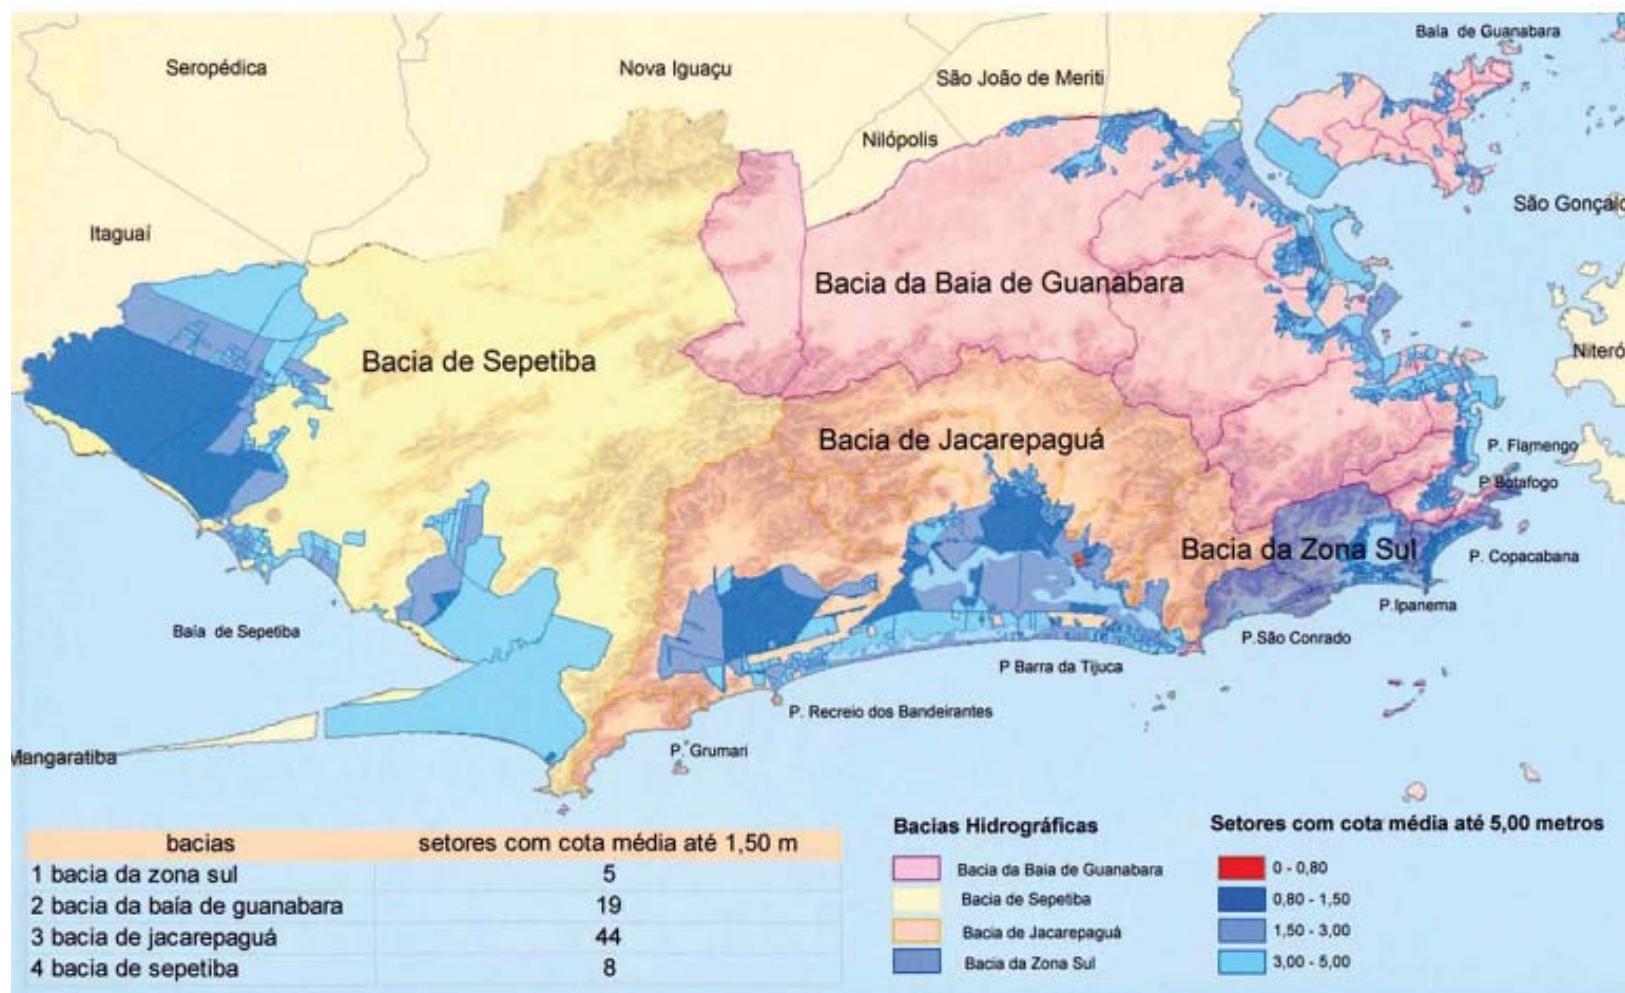 Baia de Guanabara
Seropédica
Nova Iguaçu
São João de Meriti
Nilópolis
São Gonçalo
Itaguaí
Bacia da Baia de Guanabara
Niteró
Bacia de Sepetiba
Bacia de Jacarepaguá
P. Flamengo
P. Botafogo
Bacia da Zona Sul
P. Copacabana
P.Ipanema
Baía de Sepetiba
P.São Conrado
P Barra da Tijuca
P. Recreio dos Bandeirantes
P. Grumari
Mangaratiba
bacias setores com cota média até 1,50 m
1 bacia da zona sul 5
2 bacia da baía de guanabara 19
3 bacia de jacarepaguá 44
4 bacia de sepetiba 8
Bacias Hidrográficas
Bacia da Baia de Guanabara
Bacia de Sepetiba
Bacia de Jacarepaguá
Bacia da Zona Sul
Setores com cota média até 5,00 metros
0 - 0,80
0,80 - 1,50
1,50 - 3,00
3,00 - 5,00